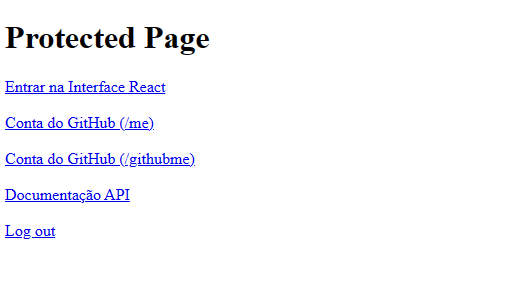 Protected Page
Entrar na Interface React
Conta do GitHub (/me)
Conta do GitHub (/githubme)
Documentação API
Log out